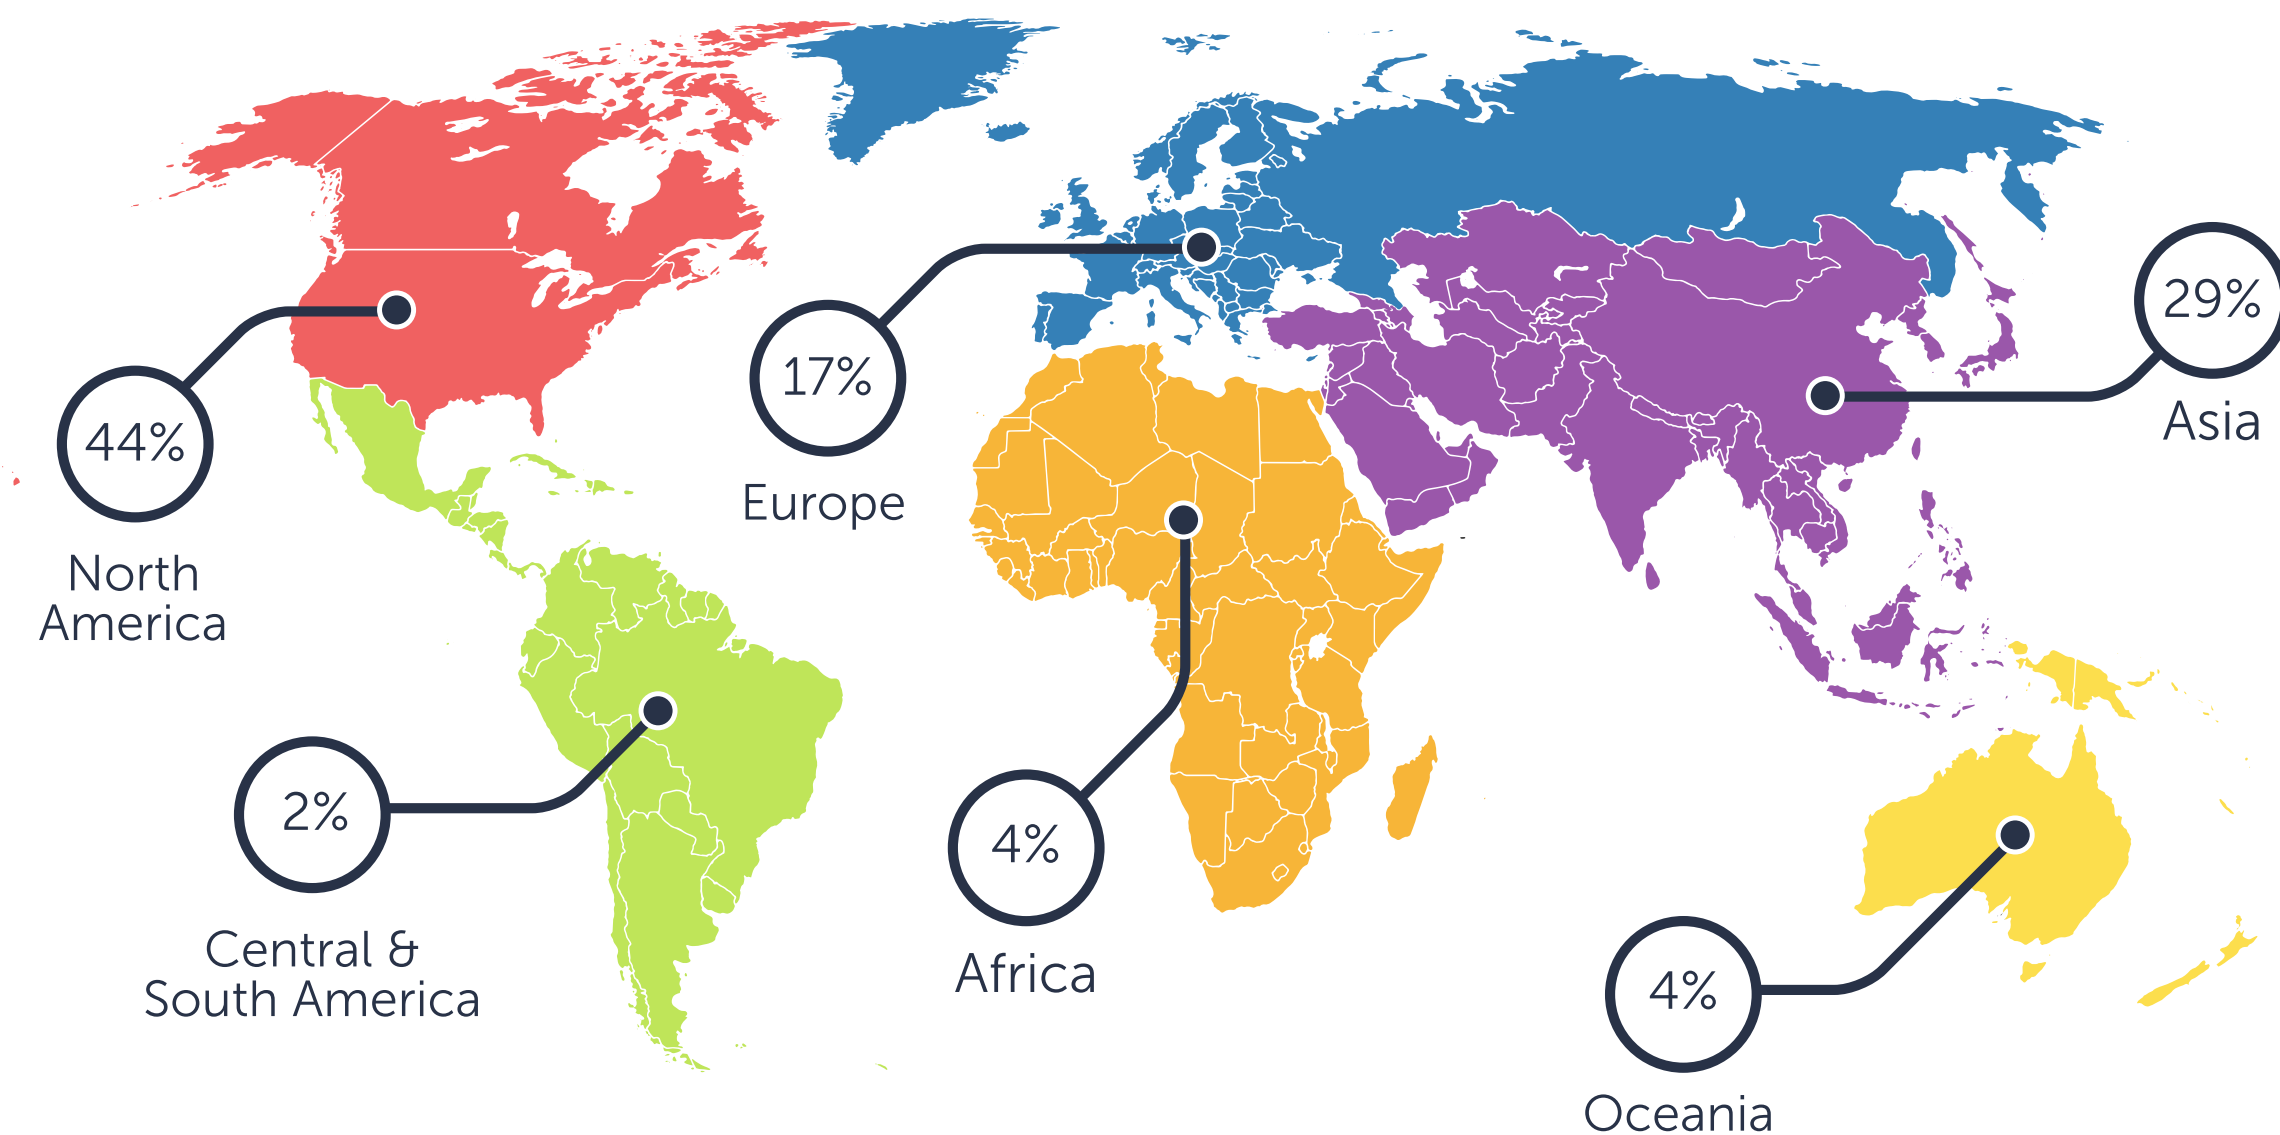 44%
North
America
17%
Europe
29%
Asia
2%
Central &
South America
4%
Africa
4%
Oceania